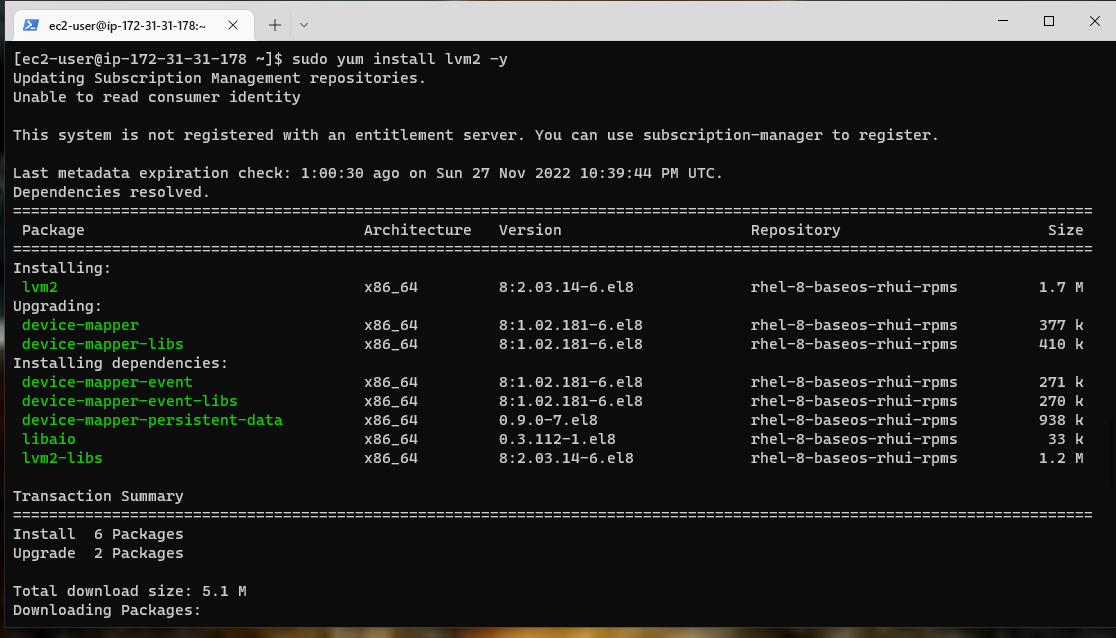 ec2-user@ip-172-31-31-178:~
[ec2-user@ip-172-31-31-178 ~]$ sudo yum install lvm2 -y
Updating Subscription Management repositories.
Unable to read consumer identity
This system is not registered with an entitlement server. You can use subscription-manager to register.
Last metadata expiration check: 1:00:30 ago on Sun 27 Nov 2022 10:39:44 PM UTC.
Dependencies resolved.
================================================================================
Package Architecture Version Repository Size
================================================================================
Installing:
lvm2 x86_64 8:2.03.14-6.el8 rhel-8-baseos-rhui-rpms 1.7 M
Upgrading:
device-mapper x86_64 8:1.02.181-6.el8 rhel-8-baseos-rhui-rpms 377 k
device-mapper-libs x86_64 8:1.02.181-6.el8 rhel-8-baseos-rhui-rpms 410 k
Installing dependencies:
device-mapper-event x86_64 8:1.02.181-6.el8 rhel-8-baseos-rhui-rpms 271 k
device-mapper-event-libs x86_64 8:1.02.181-6.el8 rhel-8-baseos-rhui-rpms 270 k
device-mapper-persistent-data x86_64 0.9.0-7.el8 rhel-8-baseos-rhui-rpms 938 k
libaio x86_64 0.3.112-1.el8 rhel-8-baseos-rhui-rpms 33 k
lvm2-libs x86_64 8:2.03.14-6.el8 rhel-8-baseos-rhui-rpms 1.2 M
Transaction Summary
================================================================================
Install 6 Packages
Upgrade 2 Packages
Total download size: 5.1 M
Downloading Packages: